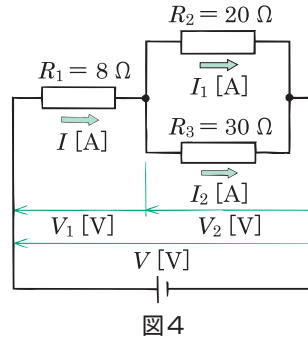 R₂ = 20 Ω
R₁ = 8 Ω
I₁ [A]
I [A]
R₃ = 30 Ω
I₂ [A]
V₁ [V]
V₂ [V]
V [V]
図4